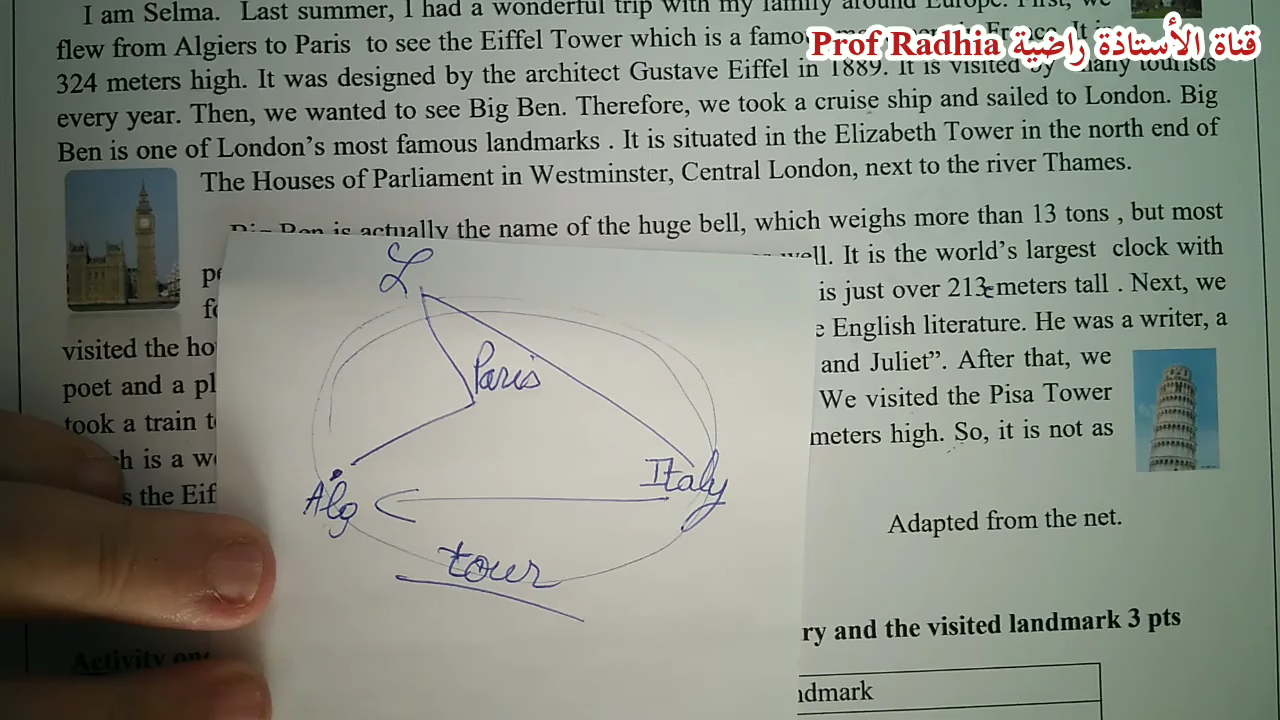 I am Selma. Last summer, I had a wonderful trip with my family around Europe. First, we
flew from Algiers to Paris to see the Eiffel Tower which is a famo
Prof Radhia قناة الأستاذة راضية
324 meters high. It was designed by the architect Gustave Eiffel in 1889. It is visited by many tourists
every year. Then, we wanted to see Big Ben. Therefore, we took a cruise ship and sailed to London. Big
Ben is one of London's most famous landmarks . It is situated in the Elizabeth Tower in the north end of
The Houses of Parliament in Westminster, Central London, next to the river Thames.
Big Ben is actually the name of the huge bell, which weighs more than 13 tons , but most
well. It is the world's largest clock with
is just over 213 meters tall . Next, we
English literature. He was a writer, a
visited the ho
and Juliet". After that, we
poet and a pl
We visited the Pisa Tower
took a train t
meters high. So, it is not as
is a
the Eif
L
Paris
Italy
Alg
tour
Adapted from the net.
ry and the visited landmark 3 pts
Activity
ndmark